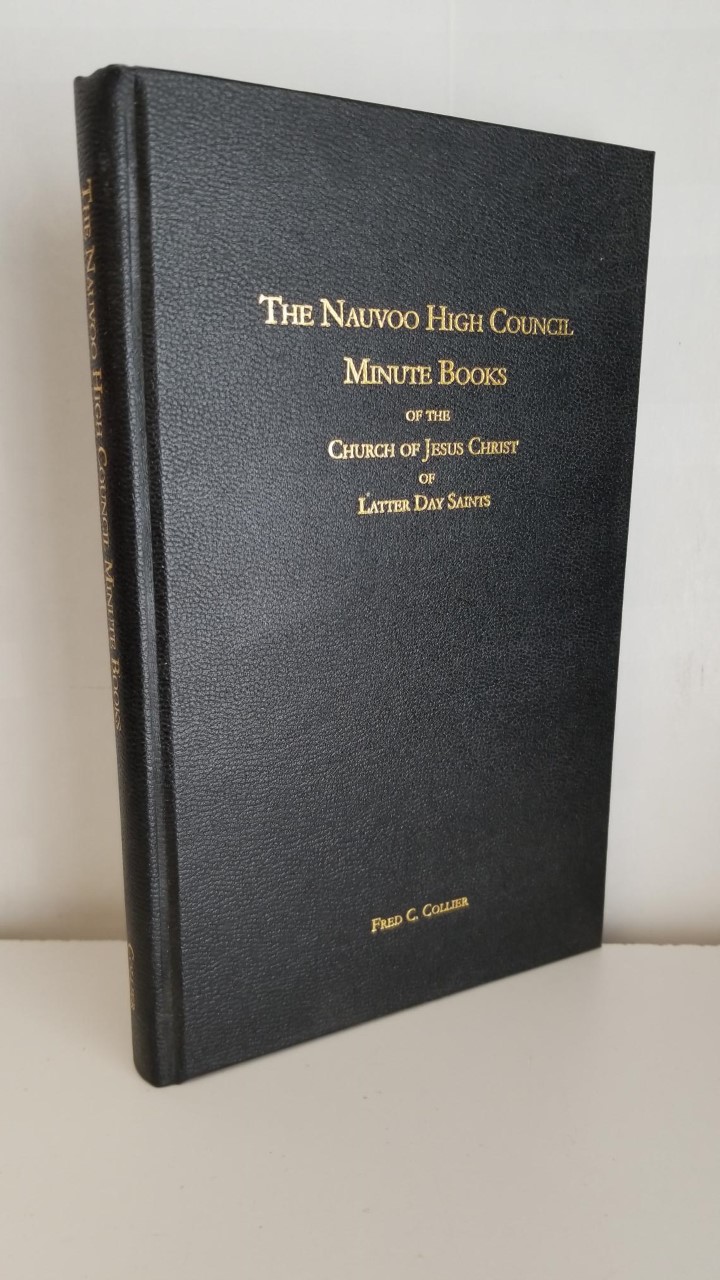 THE NAUVOO HIGH COUNCIL MINUTE BOOKS
COLLIER
THE NAUVOO HIGH COUNCIL
MINUTE BOOKS
OF THE
CHURCH OF JESUS CHRIST
OF
LATTER DAY SAINTS
FRED C. COLLIER